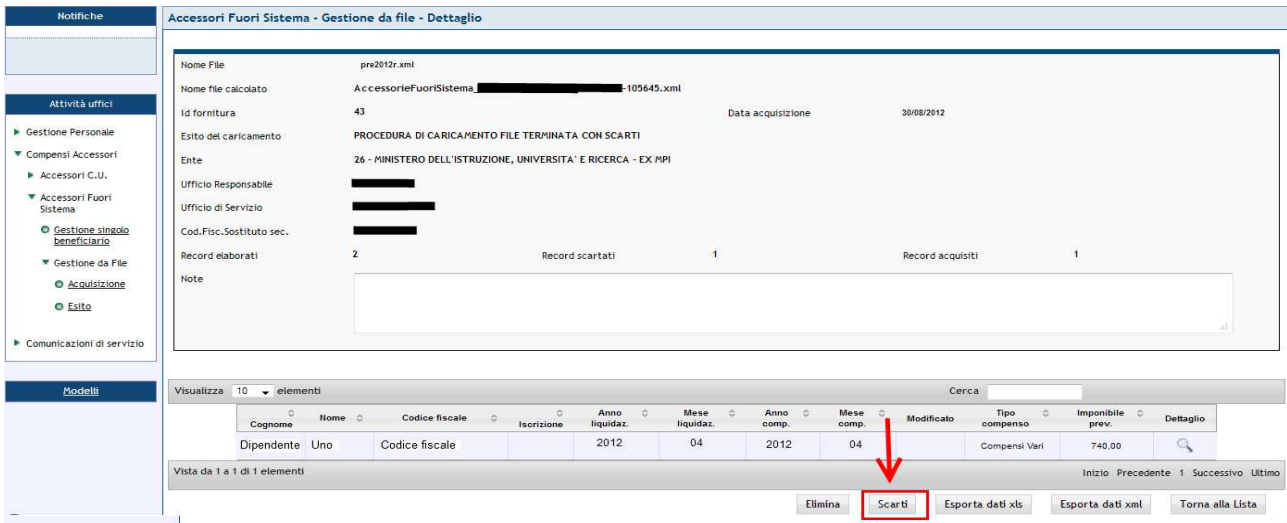 Notifiche
Attività uffici
Gestione Personale
Compensi Accessori
Accessori C.U.
Accessori Fuori
Sistema
Gestione singolo
beneficiario
Gestione da File
Acquisizione
Esito
Comunicazioni di servizio
Modelli
Accessori Fuori Sistema - Gestione da file - Dettaglio
Nome File pre2012r.xml
Nome file calcolato AccessorieFuoriSistema_ -105645.xml
Id fornitura 43 Data acquisizione 30/08/2012
Esito del caricamento PROCEDURA DI CARICAMENTO FILE TERMINATA CON SCARTI
Ente 26 - MINISTERO DELL'ISTRUZIONE, UNIVERSITA' E RICERCA - EX MPI
Ufficio Responsabile
Ufficio di Servizio
Cod.Fisc.Sostituto sec.
Record elaborati 2 Record scartati 1 Record acquisiti 1
Note
Visualizza 10 elementi Cerca
Cognome Nome Codice fiscale Iscrizione Anno liquidaz. Mese liquidaz. Anno comp. Mese comp. Modificato Tipo compenso Imponibile prev. Dettaglio
Dipendente Uno Codice fiscale 2012 04 2012 04 Compensi Vari 740,00
Vista da 1 a 1 di 1 elementi Inizio Precedente 1 Successivo Ultimo
Elimina Scarti Esporta dati xls Esporta dati xml Torna alla Lista